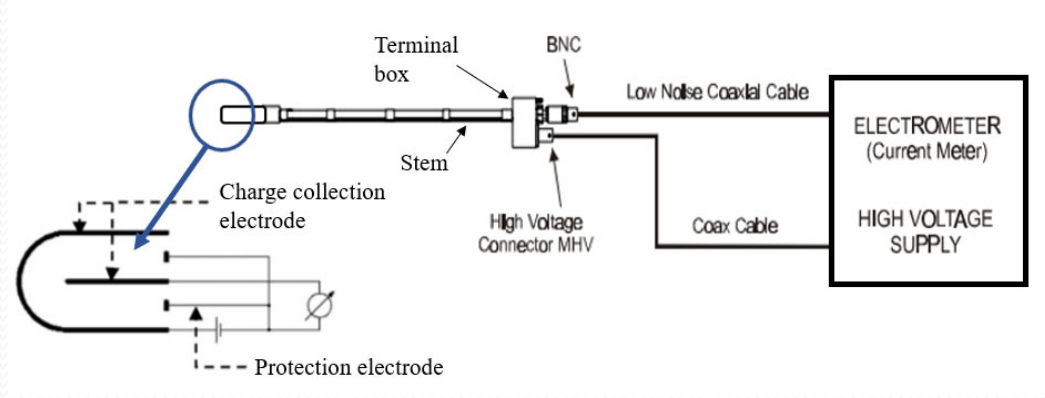 Terminal
box
BNC
Low Noise Coaxial Cable
ELECTROMETER
(Current Meter)
Stem
Charge collection
electrode
High Voltage
Connector MHV
Coax Cable
HIGH VOLTAGE
SUPPLY
Protection electrode